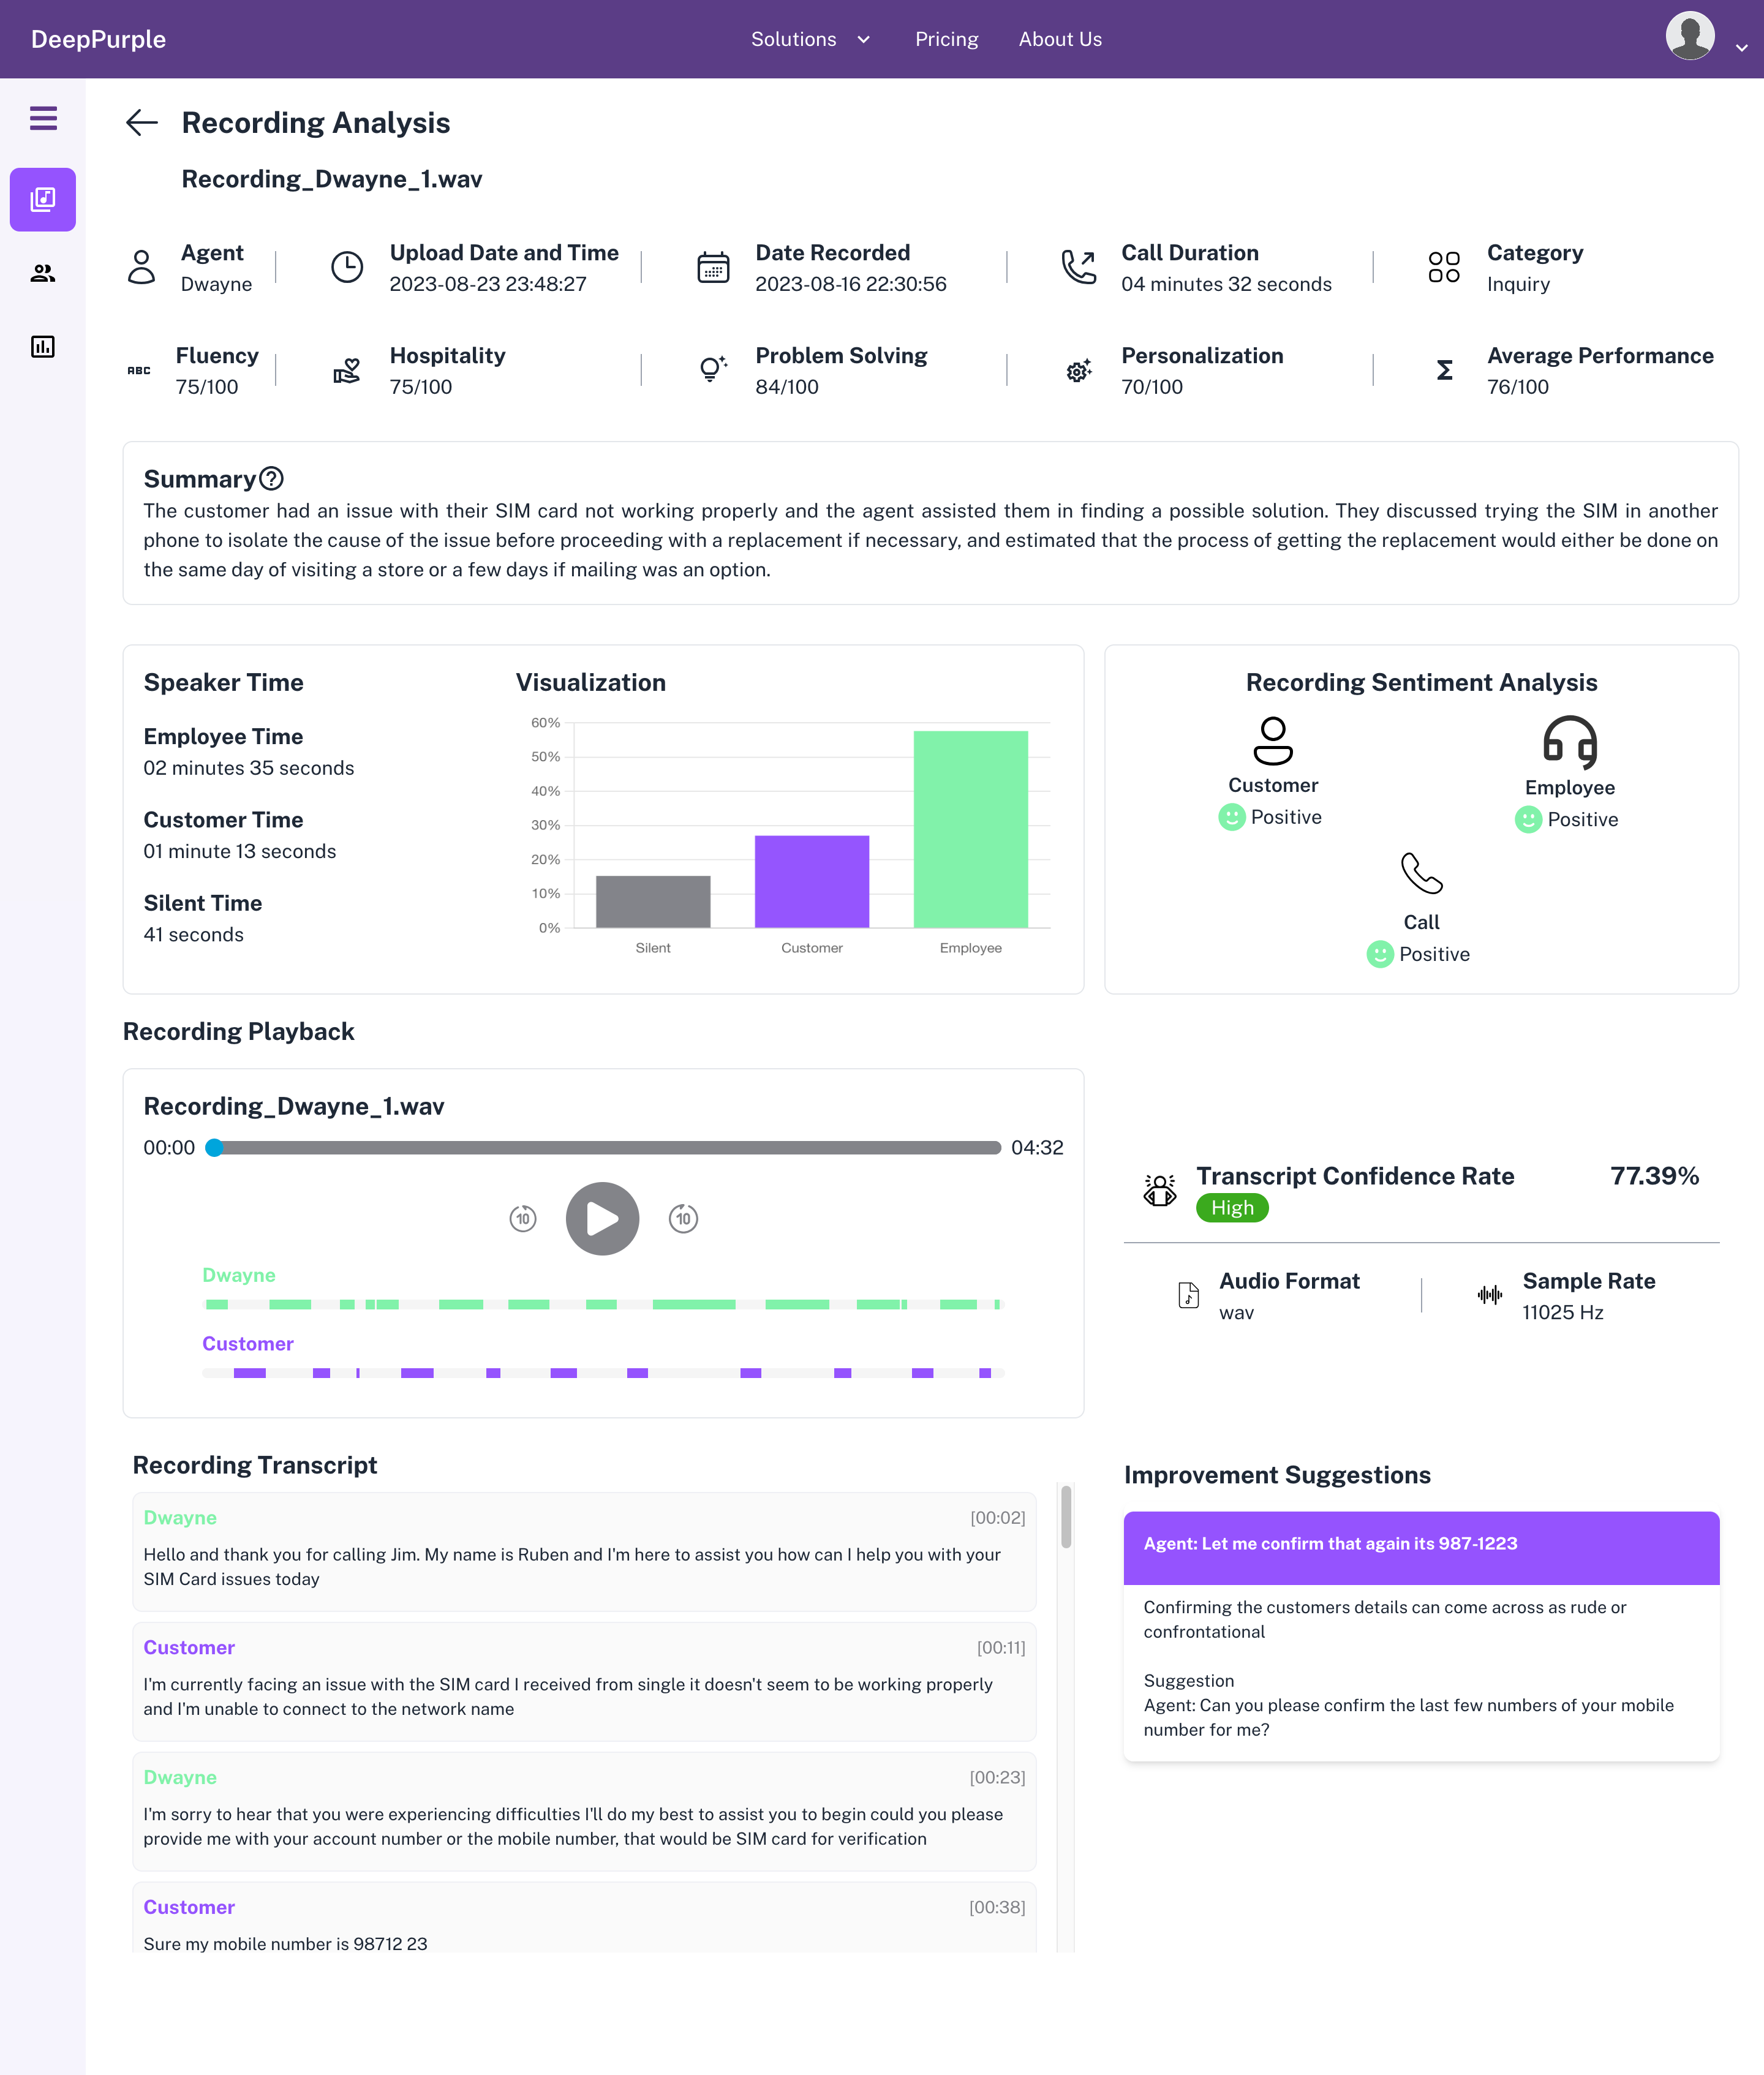 DeepPurple
Solutions
Pricing
About Us
Recording Analysis
Recording_Dwayne_1.wav
Agent
Dwayne
Upload Date and Time
2023-08-23 23:48:27
Date Recorded
2023-08-16 22:30:56
Call Duration
04 minutes 32 seconds
Category
Inquiry
ABC
Fluency
75/100
Hospitality
75/100
Problem Solving
84/100
Personalization
70/100
Σ
Average Performance
76/100
Summary?
The customer had an issue with their SIM card not working properly and the agent assisted them in finding a possible solution. They discussed trying the SIM in another
phone to isolate the cause of the issue before proceeding with a replacement if necessary, and estimated that the process of getting the replacement would either be done on
the same day of visiting a store or a few days if mailing was an option.
Speaker Time
Employee Time
02 minutes 35 seconds
Customer Time
01 minute 13 seconds
Silent Time
41 seconds
Visualization
60%
50%
40%
30%
20%
10%
0%
Silent
Customer
Employee
Recording Sentiment Analysis
Customer
Positive
Employee
Positive
Call
Positive
Recording Playback
Recording_Dwayne_1.wav
00:00
04:32
10
10
Dwayne
Customer
Transcript Confidence Rate
77.39%
High
Audio Format
wav
Sample Rate
11025 Hz
Recording Transcript
Dwayne
[00:02]
Hello and thank you for calling Jim. My name is Ruben and I'm here to assist you how can I help you with your
SIM Card issues today
Customer
[00:11]
I'm currently facing an issue with the SIM card I received from single it doesn't seem to be working properly
and I'm unable to connect to the network name
Dwayne
[00:23]
I'm sorry to hear that you were experiencing difficulties I'll do my best to assist you to begin could you please
provide me with your account number or the mobile number, that would be SIM card for verification
Customer
[00:38]
Sure my mobile number is 98712 23
Improvement Suggestions
Agent: Let me confirm that again its 987-1223
Confirming the customers details can come across as rude or
confrontational
Suggestion
Agent: Can you please confirm the last few numbers of your mobile
number for me?